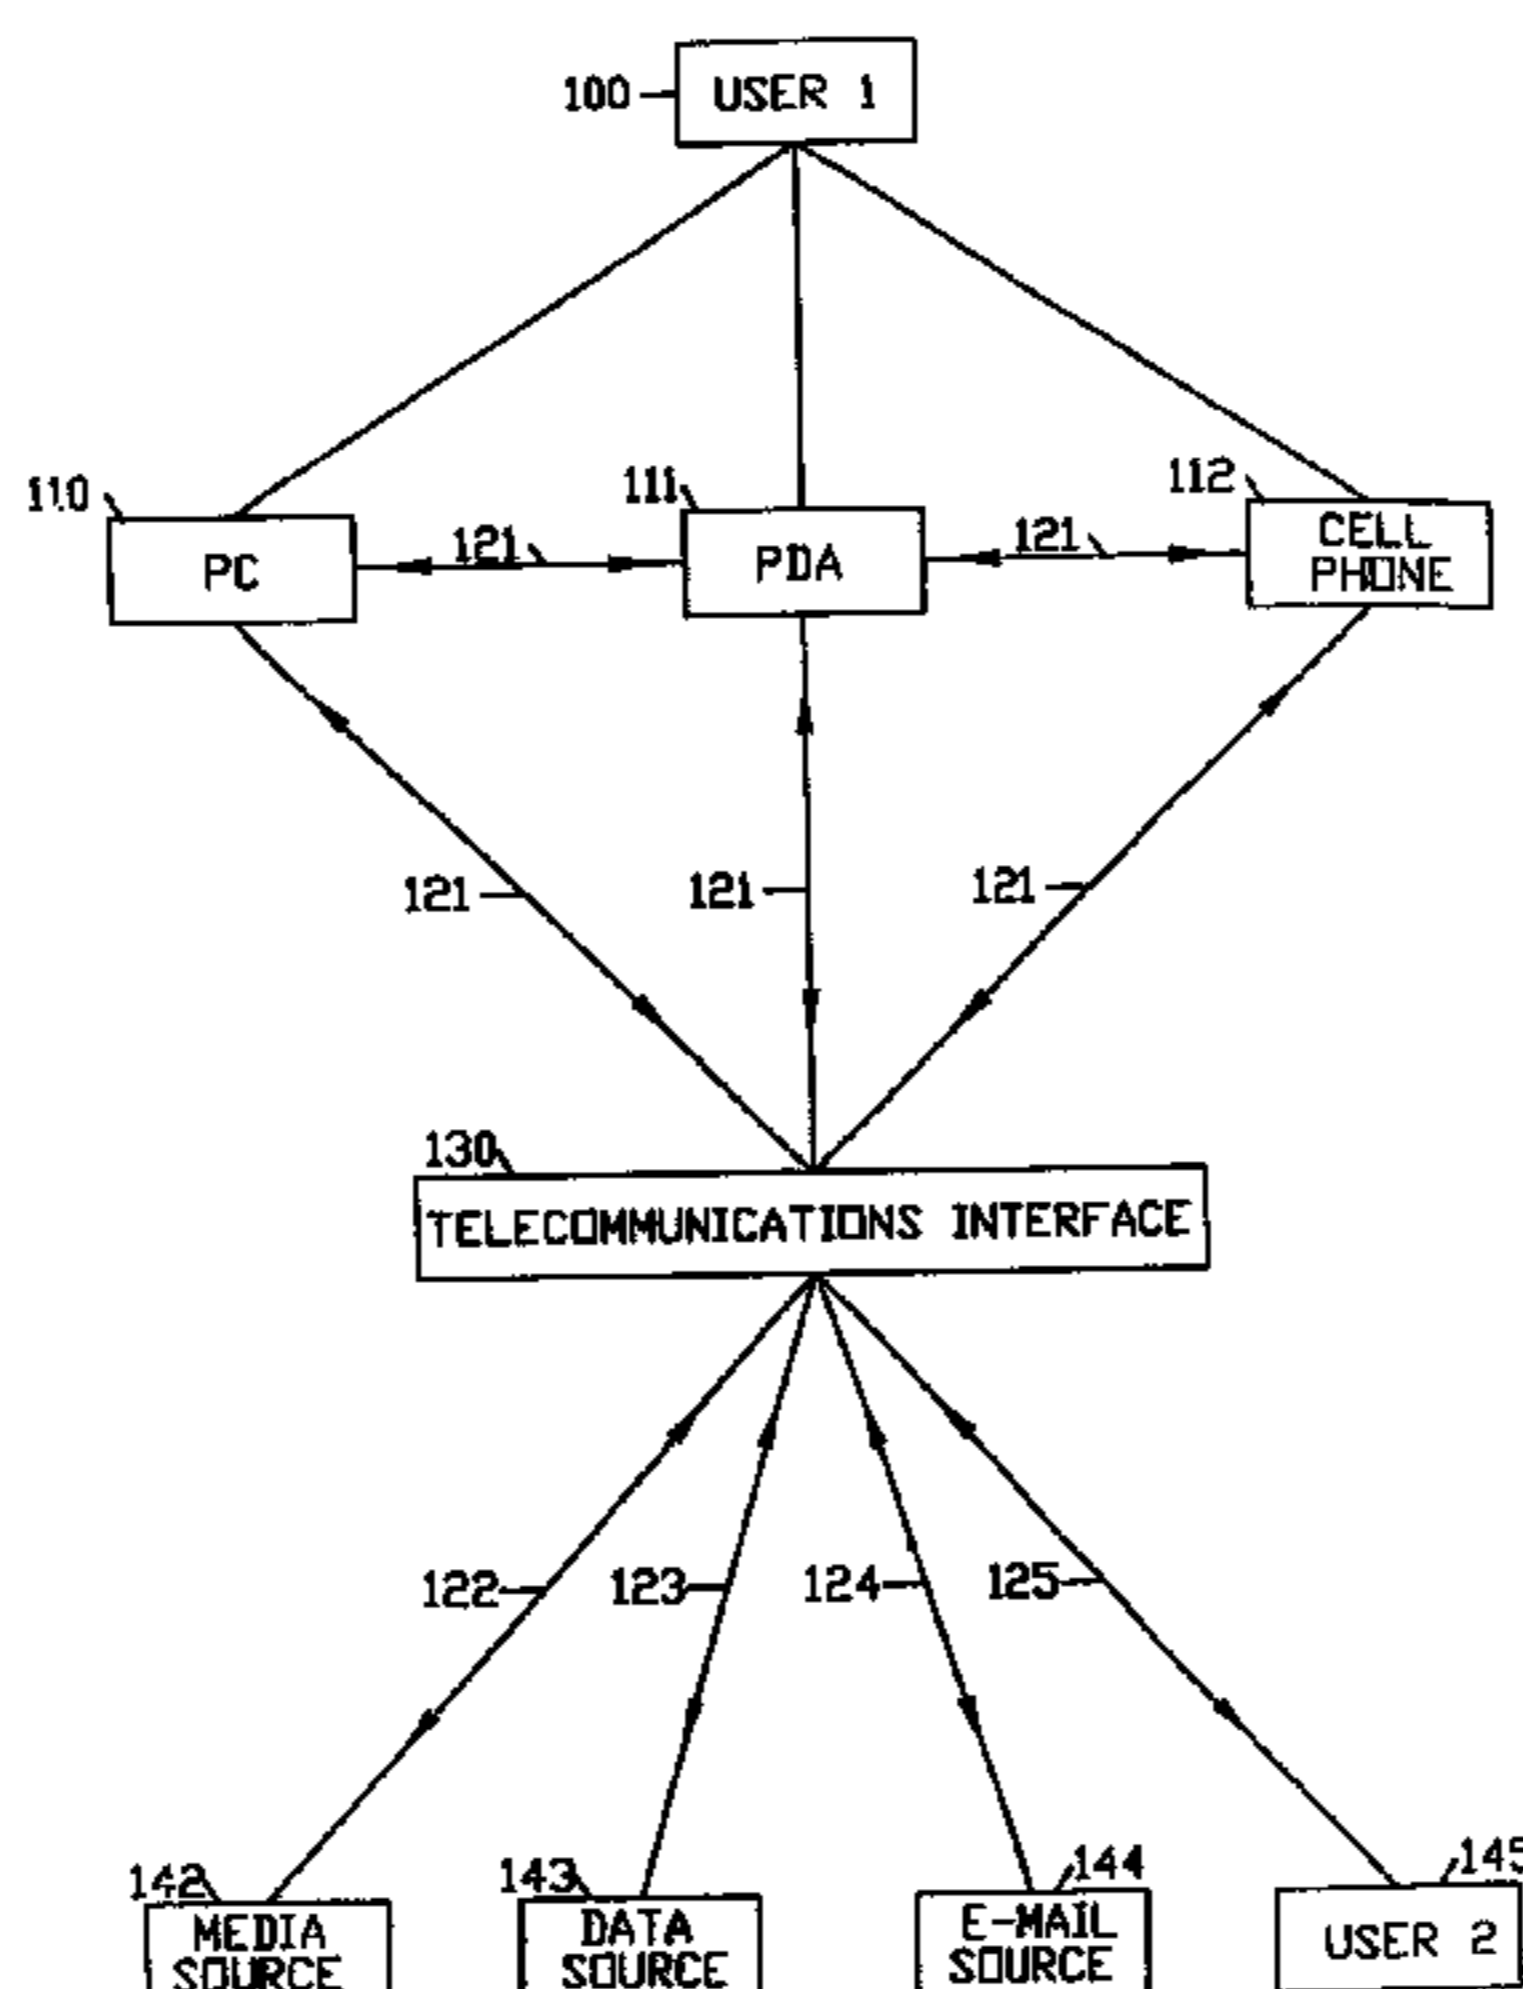 100 USER 1
110 111 112
PC 121 PDA 121 CELL
PHONE
121 121 121
130
TELECOMMUNICATIONS INTERFACE
122 123 124 125
142 143 144 145
MEDIA
SOURCE
DATA
SOURCE
E-MAIL
SOURCE
USER 2